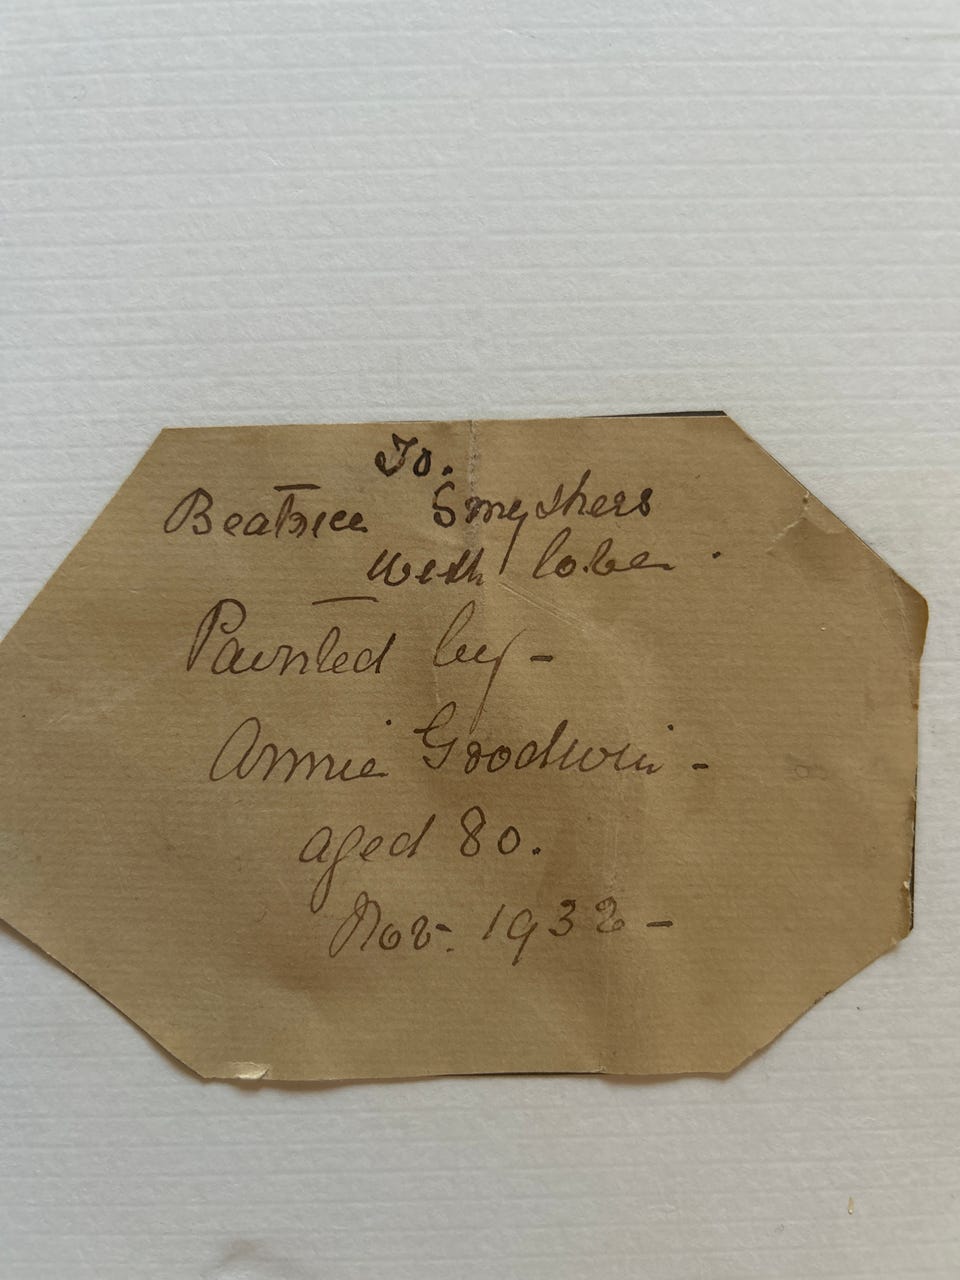 To.
Beatrice Smythers
with love.
Painted by -
Annie Goodwin -
aged 80.
Nov. 1932 -